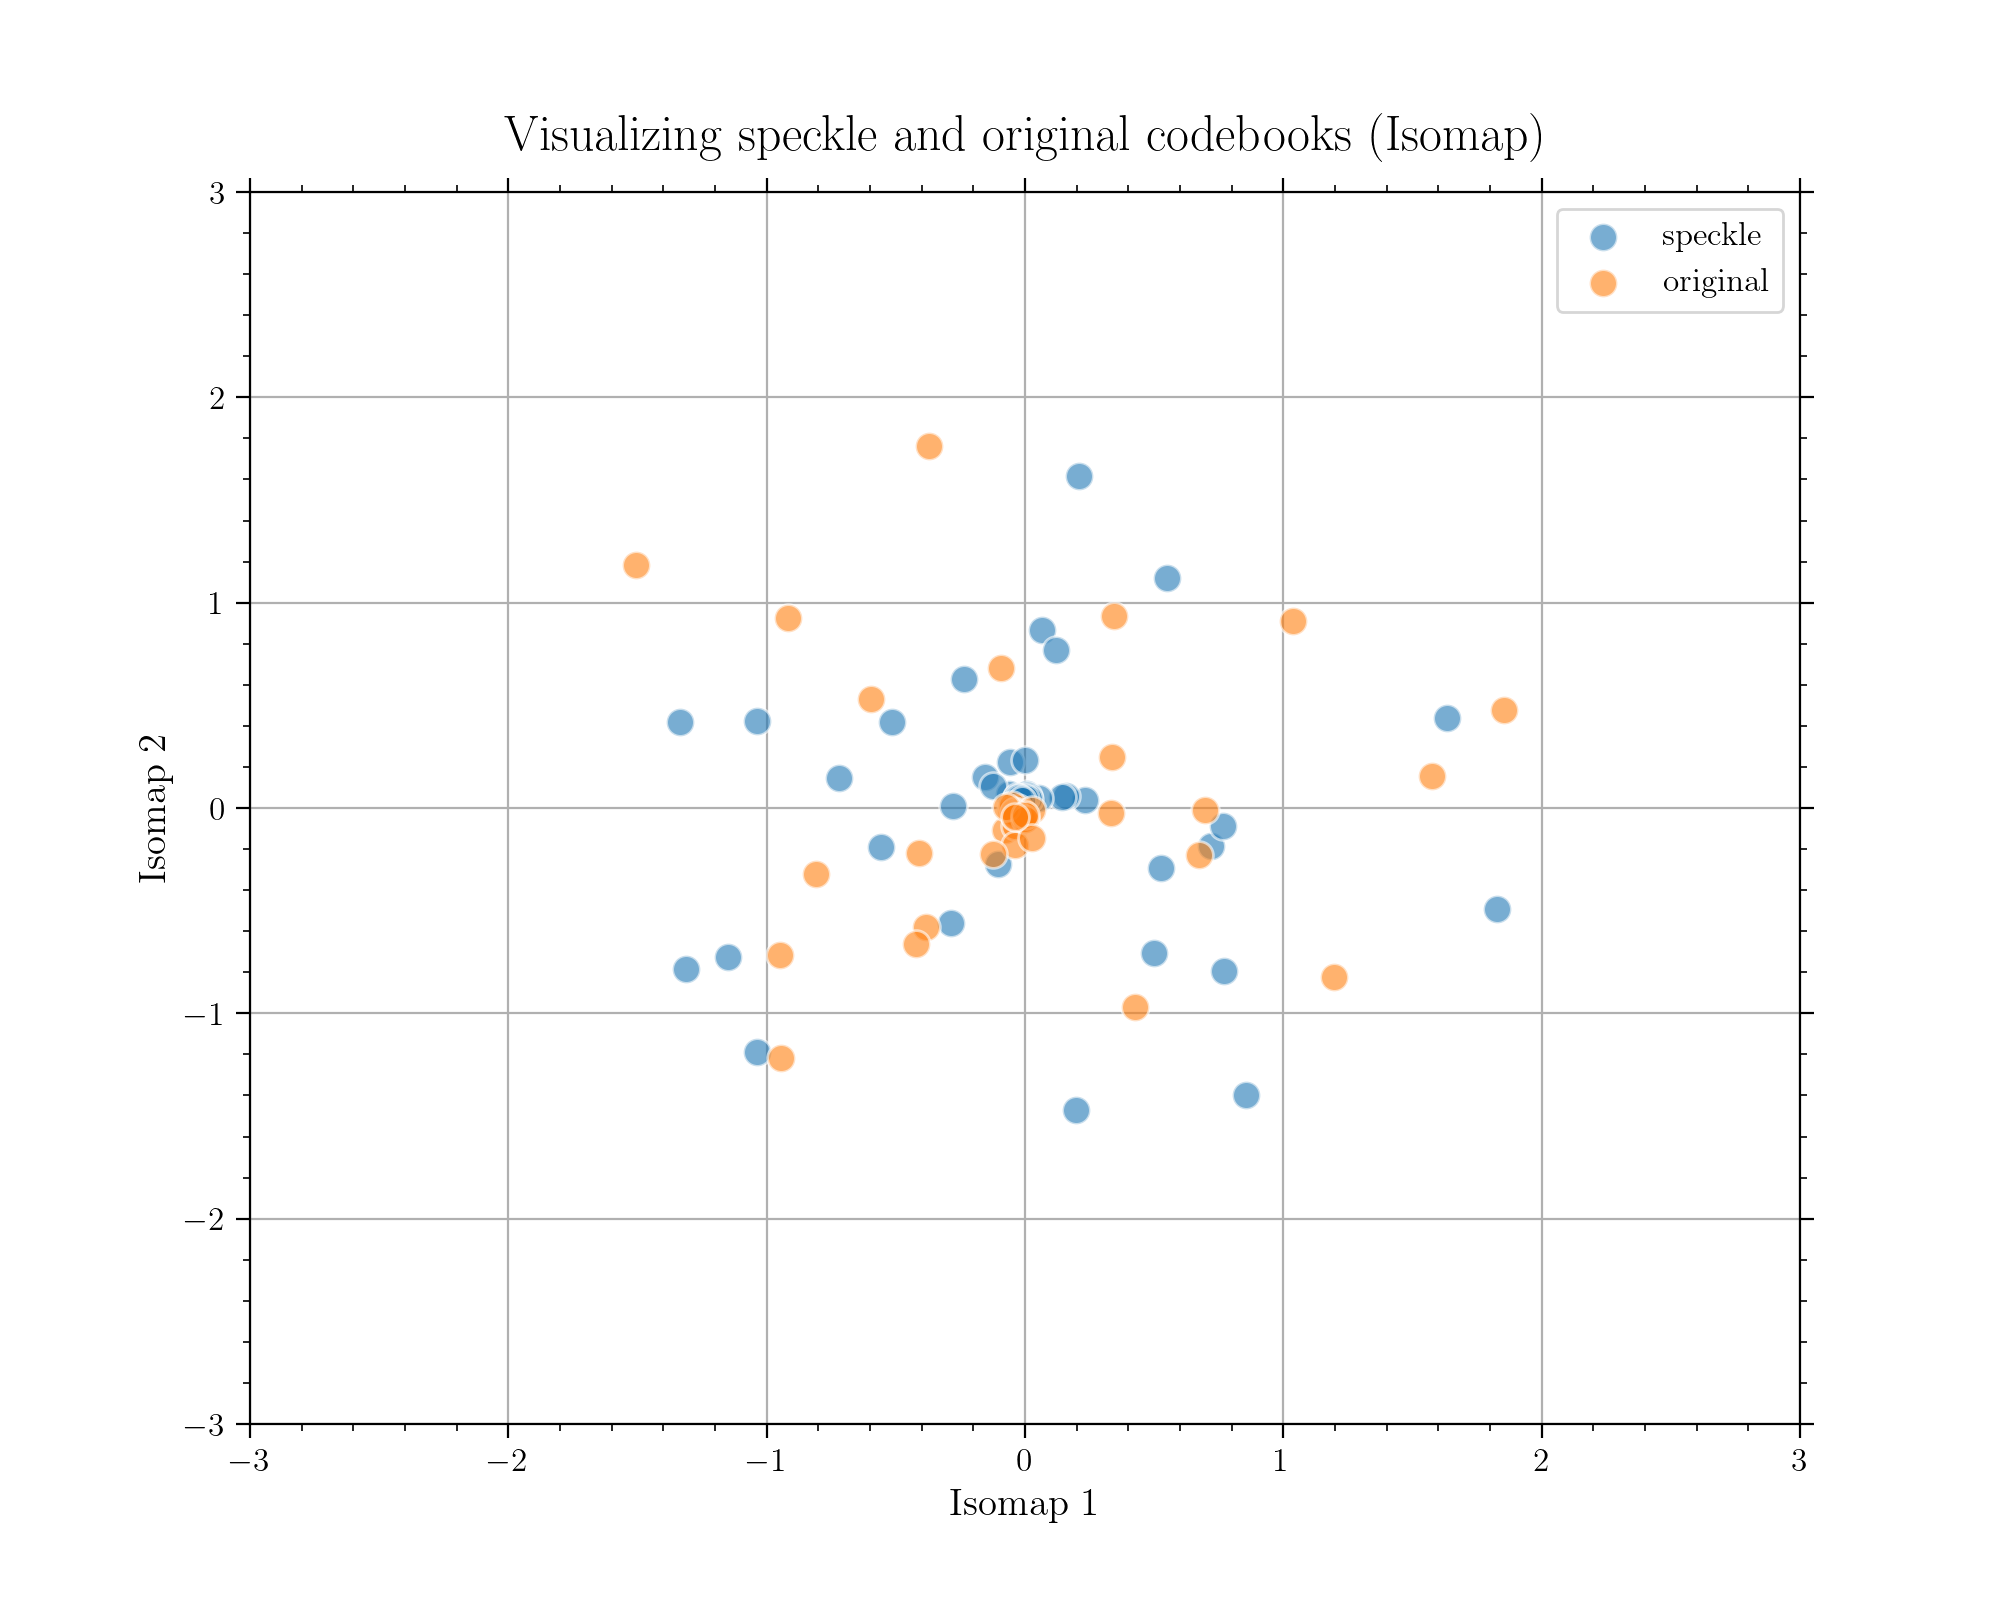 Visualizing speckle and original codebooks (Isomap)
speckle
original
3
2
1
0
−1
−2
−3
Isomap 2
−3
−2
−1
0
1
2
3
Isomap 1